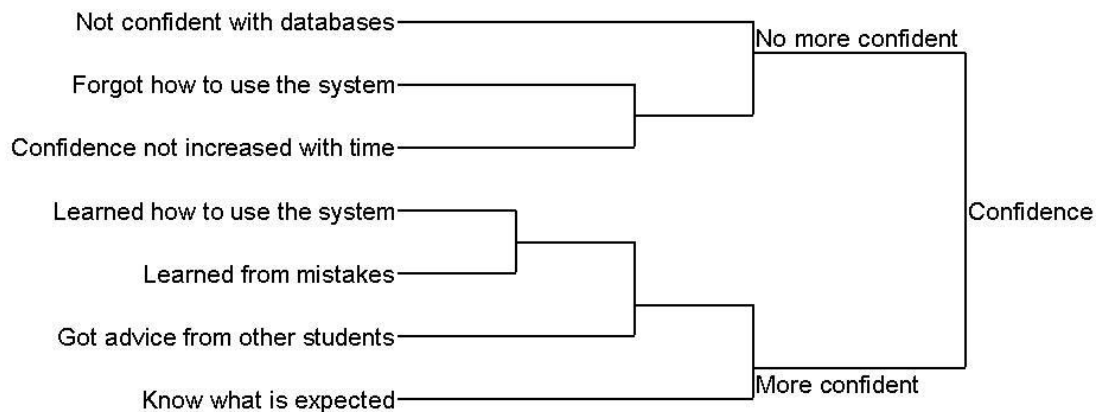 Not confident with databases
No more confident
Forgot how to use the system
Confidence not increased with time
Learned how to use the system
Confidence
Learned from mistakes
Got advice from other students
More confident
Know what is expected